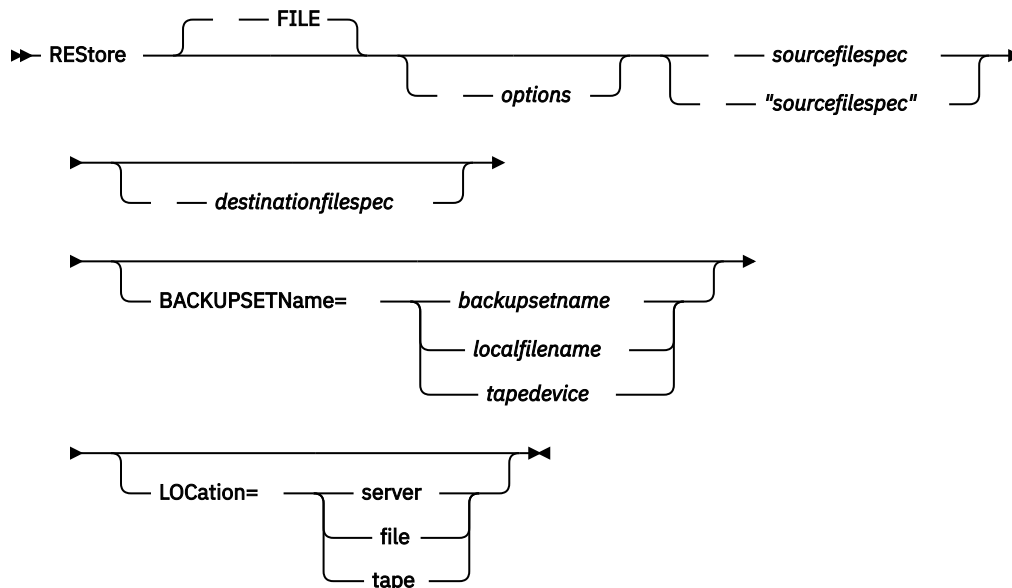 FILE
REStore
options
sourcefilespec
"sourcefilespec"
destinationfilespec
BACKUPSETName=
backupsetname
localfilename
tapedevice
LOCation=
server
file
tape